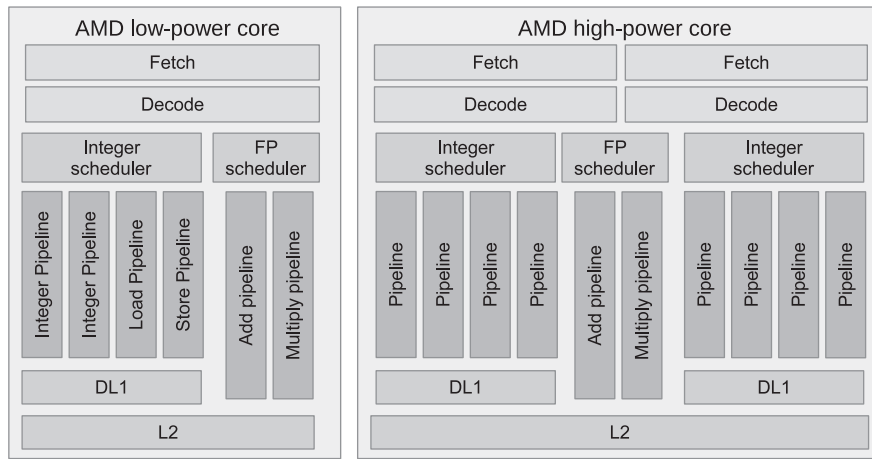 AMD low-power core
Fetch
Decode
Integer
scheduler
FP
scheduler
Integer Pipeline
Integer Pipeline
Load Pipeline
Store Pipeline
Add pipeline
Multiply pipeline
DL1
L2
AMD high-power core
Fetch
Fetch
Decode
Decode
Integer
scheduler
FP
scheduler
Integer
scheduler
Pipeline
Pipeline
Pipeline
Pipeline
Add pipeline
Multiply pipeline
Pipeline
Pipeline
Pipeline
Pipeline
DL1
DL1
L2